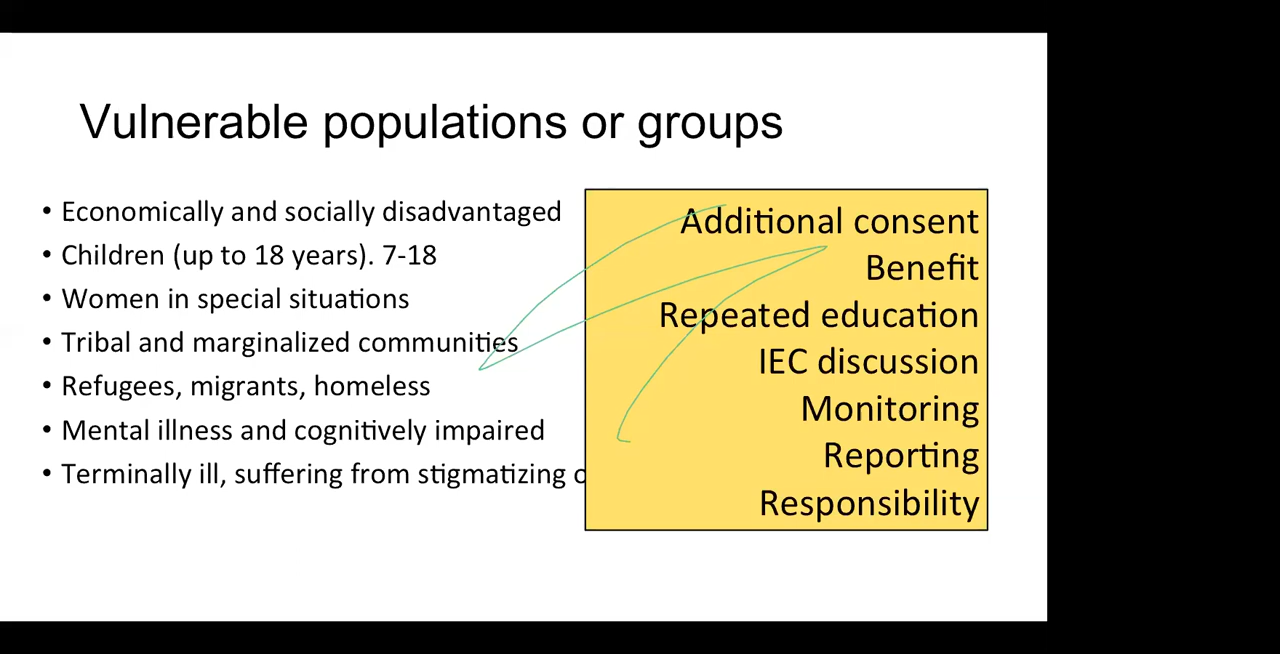 Vulnerable populations or groups
• Economically and socially disadvantaged
• Children (up to 18 years). 7-18
• Women in special situations
• Tribal and marginalized communities
• Refugees, migrants, homeless
• Mental illness and cognitively impaired
• Terminally ill, suffering from stigmatizing
Additional consent
Benefit
Repeated education
IEC discussion
Monitoring
Reporting
Responsibility